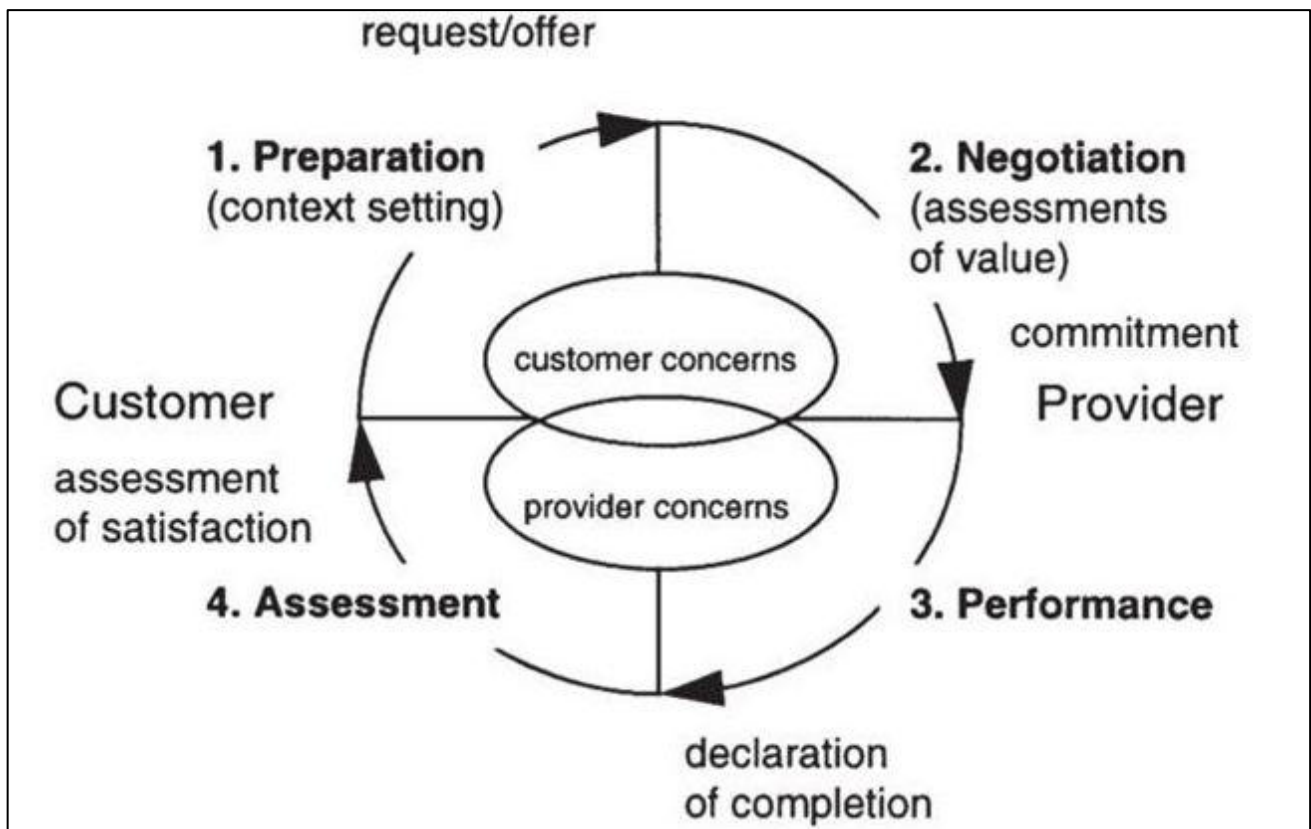 request/offer
1. Preparation
(context setting)
2. Negotiation
(assessments
of value)
commitment
customer concerns
Customer
Provider
assessment
of satisfaction
provider concerns
4. Assessment
3. Performance
declaration
of completion